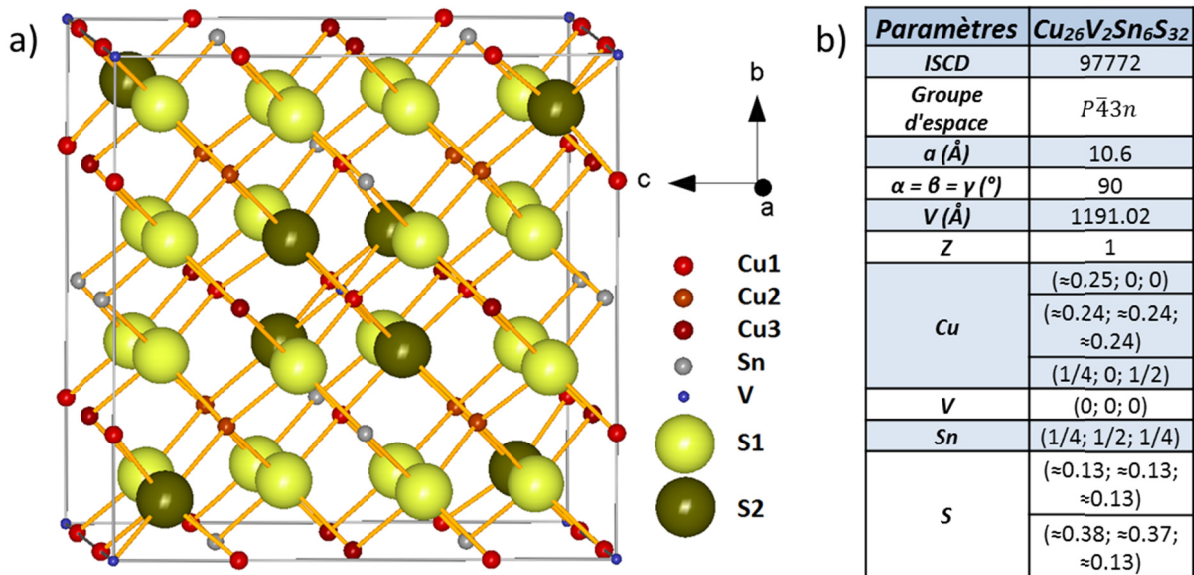 a)
b
c
a
Cu1
Cu2
Cu3
Sn
V
S1
S2
b)
Paramètres Cu₂₆V₂Sn₆S₃₂
ISCD 97772
Groupe
d'espace P4̄3n
a (Å) 10.6
α = β = γ (°) 90
V (Å) 1191.02
Z 1
Cu (≈0.25; 0; 0)
(≈0.24; ≈0.24;
≈0.24)
(1/4; 0; 1/2)
V (0; 0; 0)
Sn (1/4; 1/2; 1/4)
S (≈0.13; ≈0.13;
≈0.13)
(≈0.38; ≈0.37;
≈0.13)